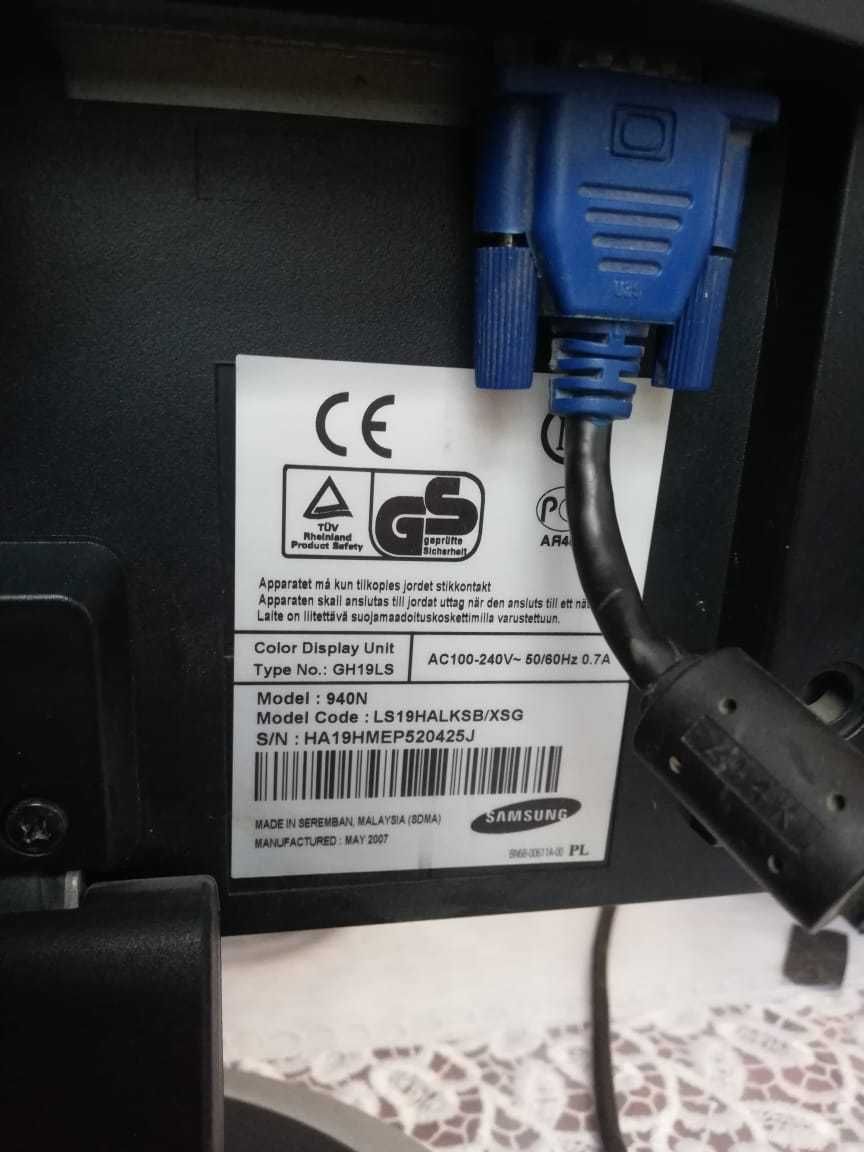 CE
TÜV
Rheinland
Product Safety
GS
geprüfte
Sicherheit
Apparatet må kun tilkoples jordet stikkontakt
Apparaten skall anslutas till jordat uttag när den ansluts till ett
Laite on liitettävä suojamaadoituskoskettimilla varustettuun.
Color Display Unit
Type No.: GH19LS
AC100-240V~ 50/60Hz 0.7A
Model : 940N
Model Code : LS19HALKSB/XSG
S/N : HA19HMEP520425J
MADE IN SEREMBAN, MALAYSIA (SDMA)
MANUFACTURED : MAY 2007
SAMSUNG
BN68-00611A-00 PL